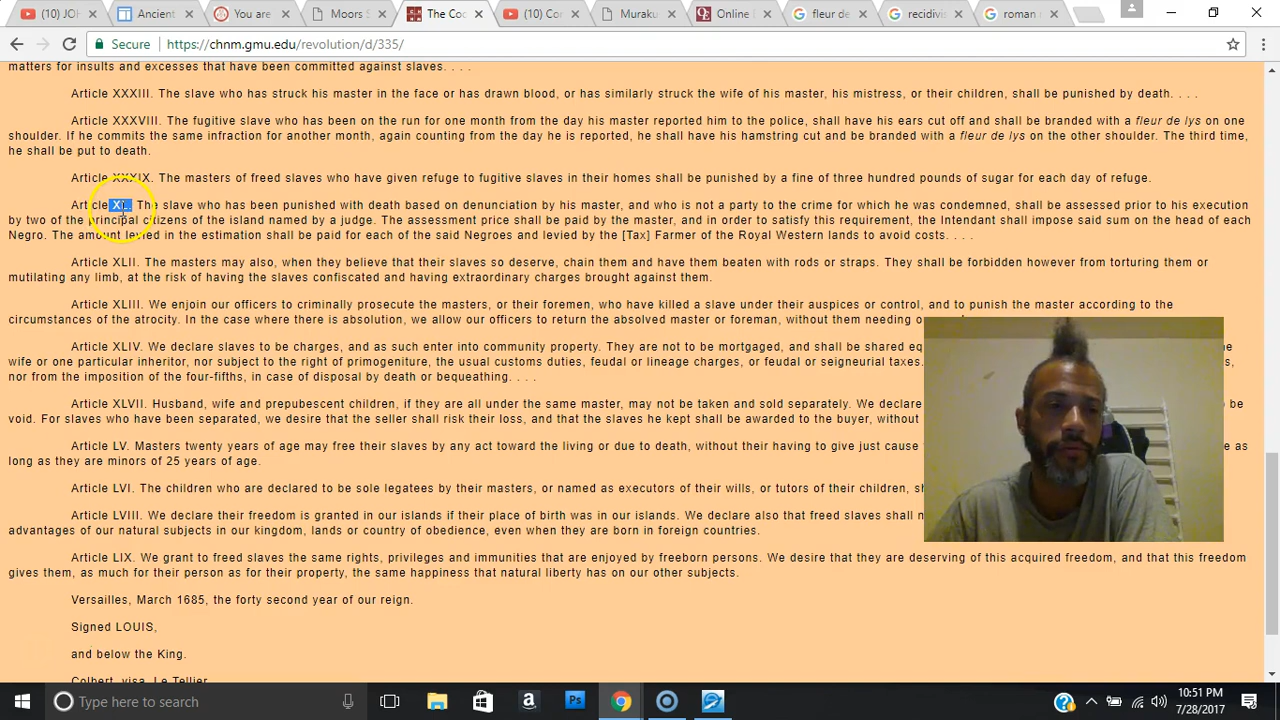 (10) JOH
Ancient
You are
Moors S
The Coc
(10) Cor
Muraku
Online
fleur de
recidivis
roman
Secure https://chnm.gmu.edu/revolution/d/335/
matters for insults and excesses that have been committed against slaves. . . .
Article XXXIII. The slave who has struck his master in the face or has drawn blood, or has similarly struck the wife of his master, his mistress, or their children, shall be punished by death. . . .
Article XXXVIII. The fugitive slave who has been on the run for one month from the day his master reported him to the police, shall have his ears cut off and shall be branded with a fleur de lys on one
shoulder. If he commits the same infraction for another month, again counting from the day he is reported, he shall have his hamstring cut and be branded with a fleur de lys on the other shoulder. The third time,
he shall be put to death.
Article XXXIX. The masters of freed slaves who have given refuge to fugitive slaves in their homes shall be punished by a fine of three hundred pounds of sugar for each day of refuge.
Article XL. The slave who has been punished with death based on denunciation by his master, and who is not a party to the crime for which he was condemned, shall be assessed prior to his execution
by two of the principal citizens of the island named by a judge. The assessment price shall be paid by the master, and in order to satisfy this requirement, the Intendant shall impose said sum on the head of each
Negro. The amount levied in the estimation shall be paid for each of the said Negroes and levied by the [Tax] Farmer of the Royal Western lands to avoid costs. . . .
Article XLII. The masters may also, when they believe that their slaves so deserve, chain them and have them beaten with rods or straps. They shall be forbidden however from torturing them or
mutilating any limb, at the risk of having the slaves confiscated and having extraordinary charges brought against them.
Article XLIII. We enjoin our officers to criminally prosecute the masters, or their foremen, who have killed a slave under their auspices or control, and to punish the master according to the
circumstances of the atrocity. In the case where there is absolution, we allow our officers to return the absolved master or foreman, without them needing
Article XLIV. We declare slaves to be charges, and as such enter into community property. They are not to be mortgaged, and shall be shared
wife or one particular inheritor, nor subject to the right of primogeniture, the usual customs duties, feudal or lineage charges, or feudal or seigneurial taxes.
nor from the imposition of the four-fifths, in case of disposal by death or bequeathing. . . .
Article XLVII. Husband, wife and prepubescent children, if they are all under the same master, may not be taken and sold separately. We declare to be
void. For slaves who have been separated, we desire that the seller shall risk their loss, and that the slaves he kept shall be awarded to the buyer, without
Article LV. Masters twenty years of age may free their slaves by any act toward the living or due to death, without their having to give just cause as
long as they are minors of 25 years of age.
Article LVI. The children who are declared to be sole legatees by their masters, or named as executors of their wills, or tutors of their children,
Article LVIII. We declare their freedom is granted in our islands if their place of birth was in our islands. We declare also that freed slaves shall
advantages of our natural subjects in our kingdom, lands or country of obedience, even when they are born in foreign countries.
Article LIX. We grant to freed slaves the same rights, privileges and immunities that are enjoyed by freeborn persons. We desire that they are deserving of this acquired freedom, and that this freedom
gives them, as much for their person as for their property, the same happiness that natural liberty has on our other subjects.
Versailles, March 1685, the forty second year of our reign.
Signed LOUIS,
and below the King.
Colbert, visa, Le Tellier
Type here to search
10:51 PM
7/28/2017